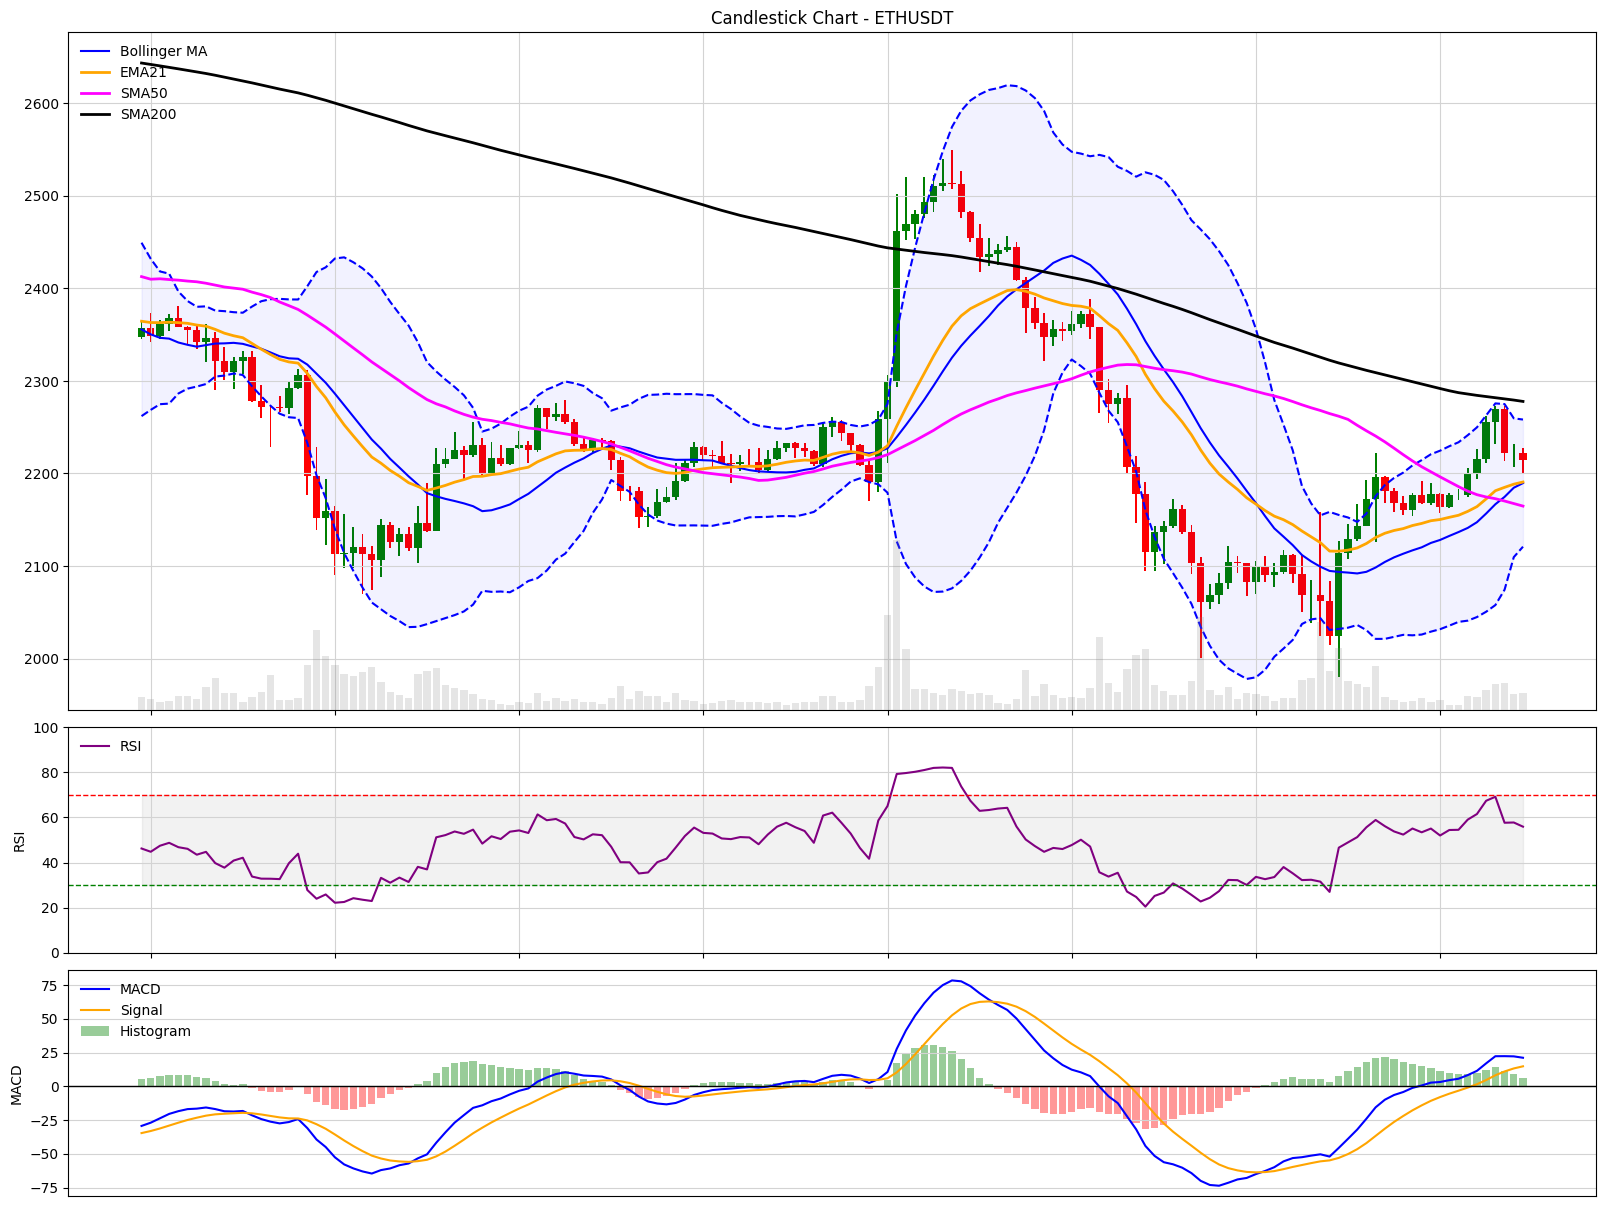 Candlestick Chart - ETHUSDT
Bollinger MA
EMA21
SMA50
SMA200
2600
2500
2400
2300
2200
2100
2000
RSI
100
80
60
40
20
0
RSI
MACD
Signal
Histogram
75
50
25
0
−25
−50
−75
MACD